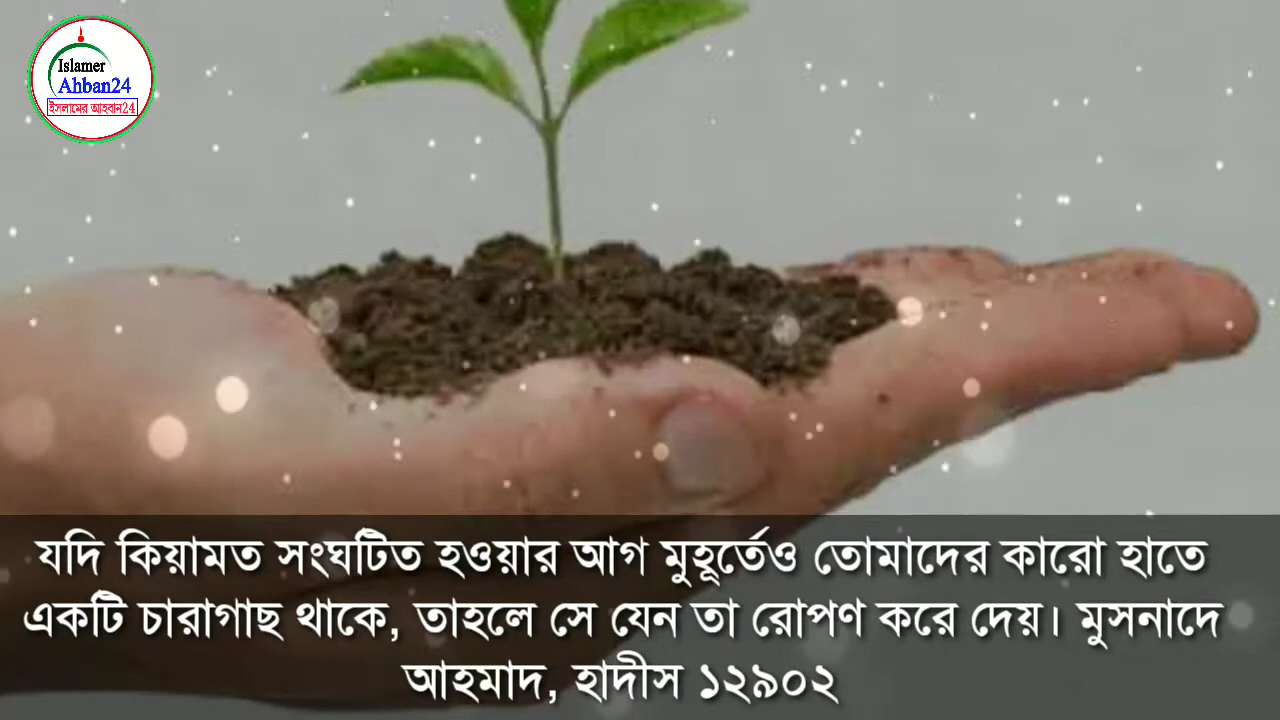 Islamer
Ahban24
ইসলামের আহবান24
যদি কিয়ামত সংঘটিত হওয়ার আগ মুহূর্তেও তোমাদের কারো হাতে
একটি চারাগাছ থাকে, তাহলে সে যেন তা রোপণ করে দেয়। মুসনাদে
আহমাদ, হাদীস ১২৯০২